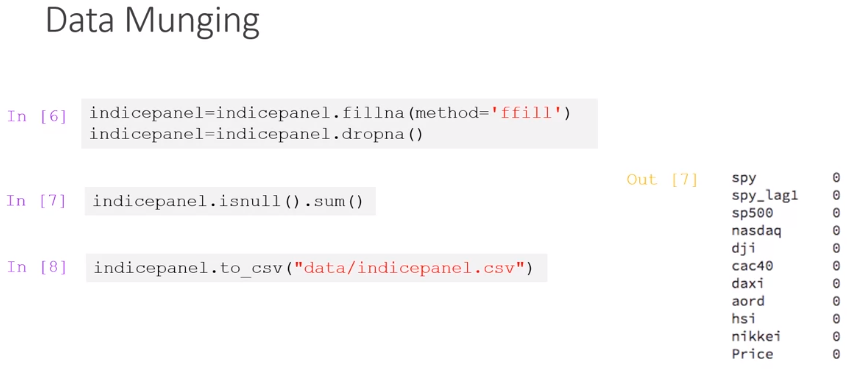 Data Munging
In [6]
indicepanel=indicepanel.fillna(method='ffill')
indicepanel=indicepanel.dropna()
In [7]
indicepanel.isnull().sum()
In [8]
indicepanel.to_csv("data/indicepanel.csv")
Out [7]
spy 0
spy_lag1 0
sp500 0
nasdaq 0
dji 0
cac40 0
daxi 0
aord 0
hsi 0
nikkei 0
Price 0